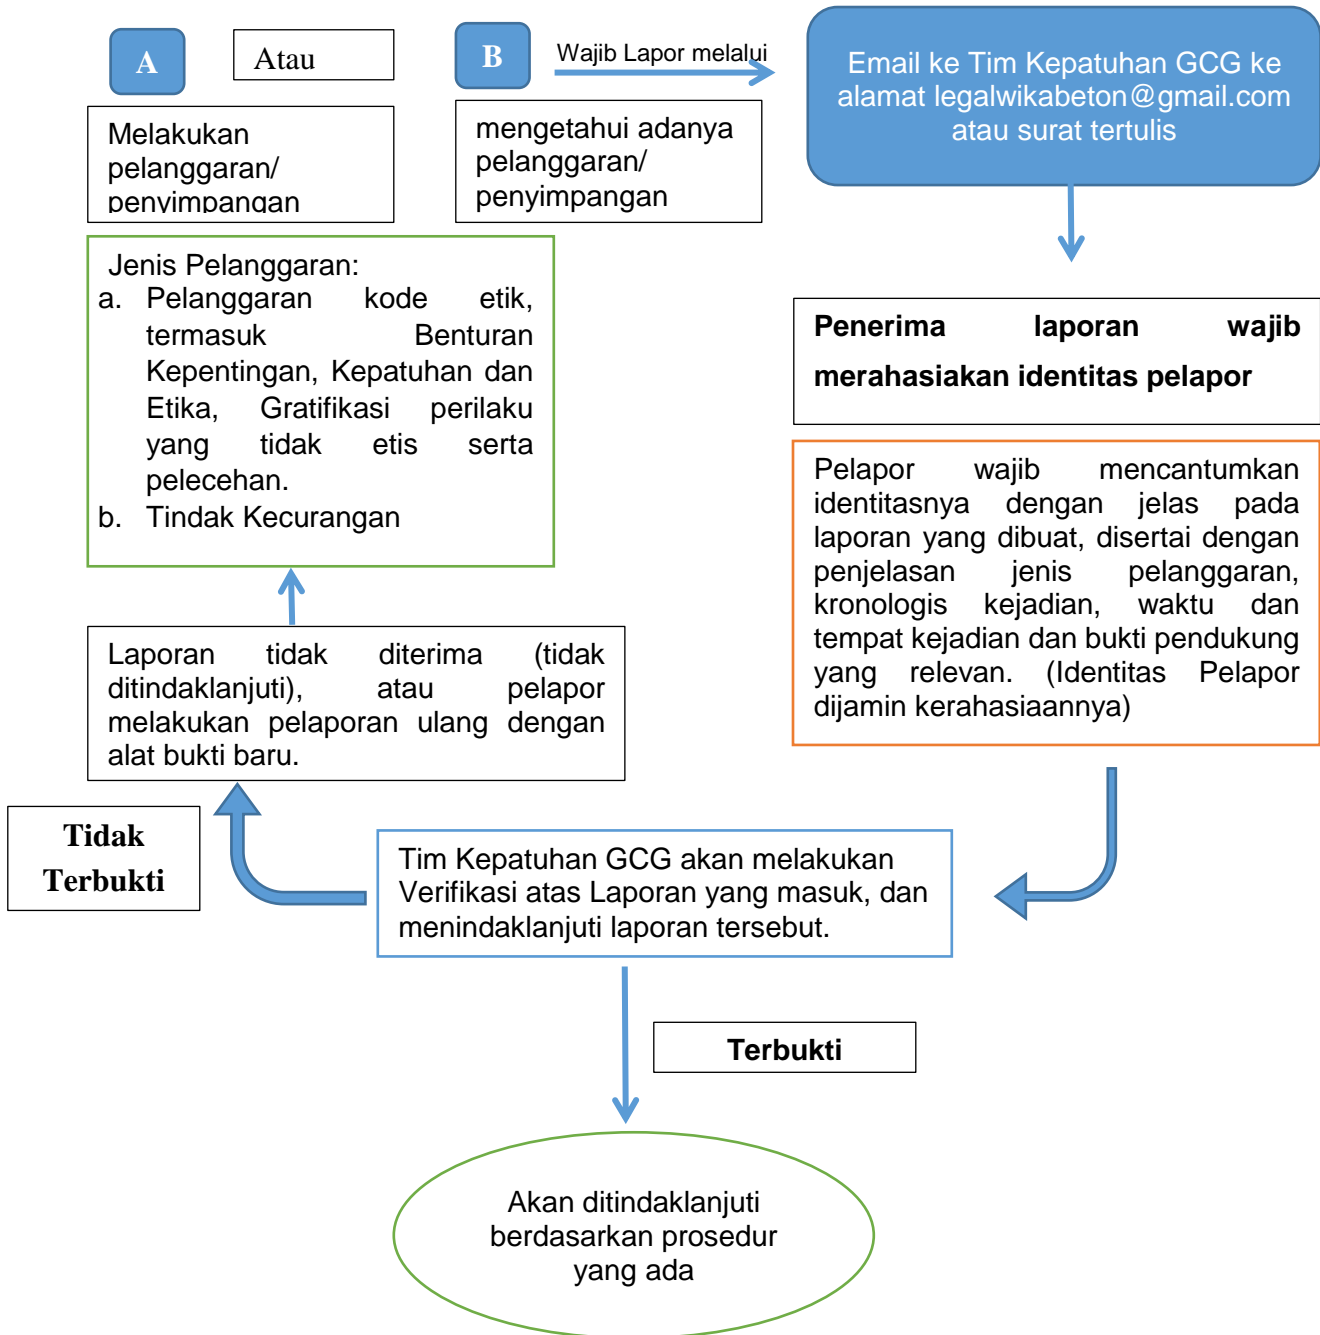 A
Atau
B
Wajib Lapor melalui
Email ke Tim Kepatuhan GCG ke
alamat legalwikabeton@gmail.com
atau surat tertulis
Melakukan
pelanggaran/
penyimpangan
mengetahui adanya
pelanggaran/
penyimpangan
Jenis Pelanggaran:
a. Pelanggaran kode etik,
termasuk Benturan
Kepentingan, Kepatuhan dan
Etika, Gratifikasi perilaku
yang tidak etis serta
pelecehan.
b. Tindak Kecurangan
Penerima laporan wajib
merahasiakan identitas pelapor
Pelapor wajib mencantumkan
identitasnya dengan jelas pada
laporan yang dibuat, disertai dengan
penjelasan jenis pelanggaran,
kronologis kejadian, waktu dan
tempat kejadian dan bukti pendukung
yang relevan. (Identitas Pelapor
dijamin kerahasiaannya)
Laporan tidak diterima (tidak
ditindaklanjuti), atau pelapor
melakukan pelaporan ulang dengan
alat bukti baru.
Tidak
Terbukti
Tim Kepatuhan GCG akan melakukan
Verifikasi atas Laporan yang masuk, dan
menindaklanjuti laporan tersebut.
Terbukti
Akan ditindaklanjuti
berdasarkan prosedur
yang ada